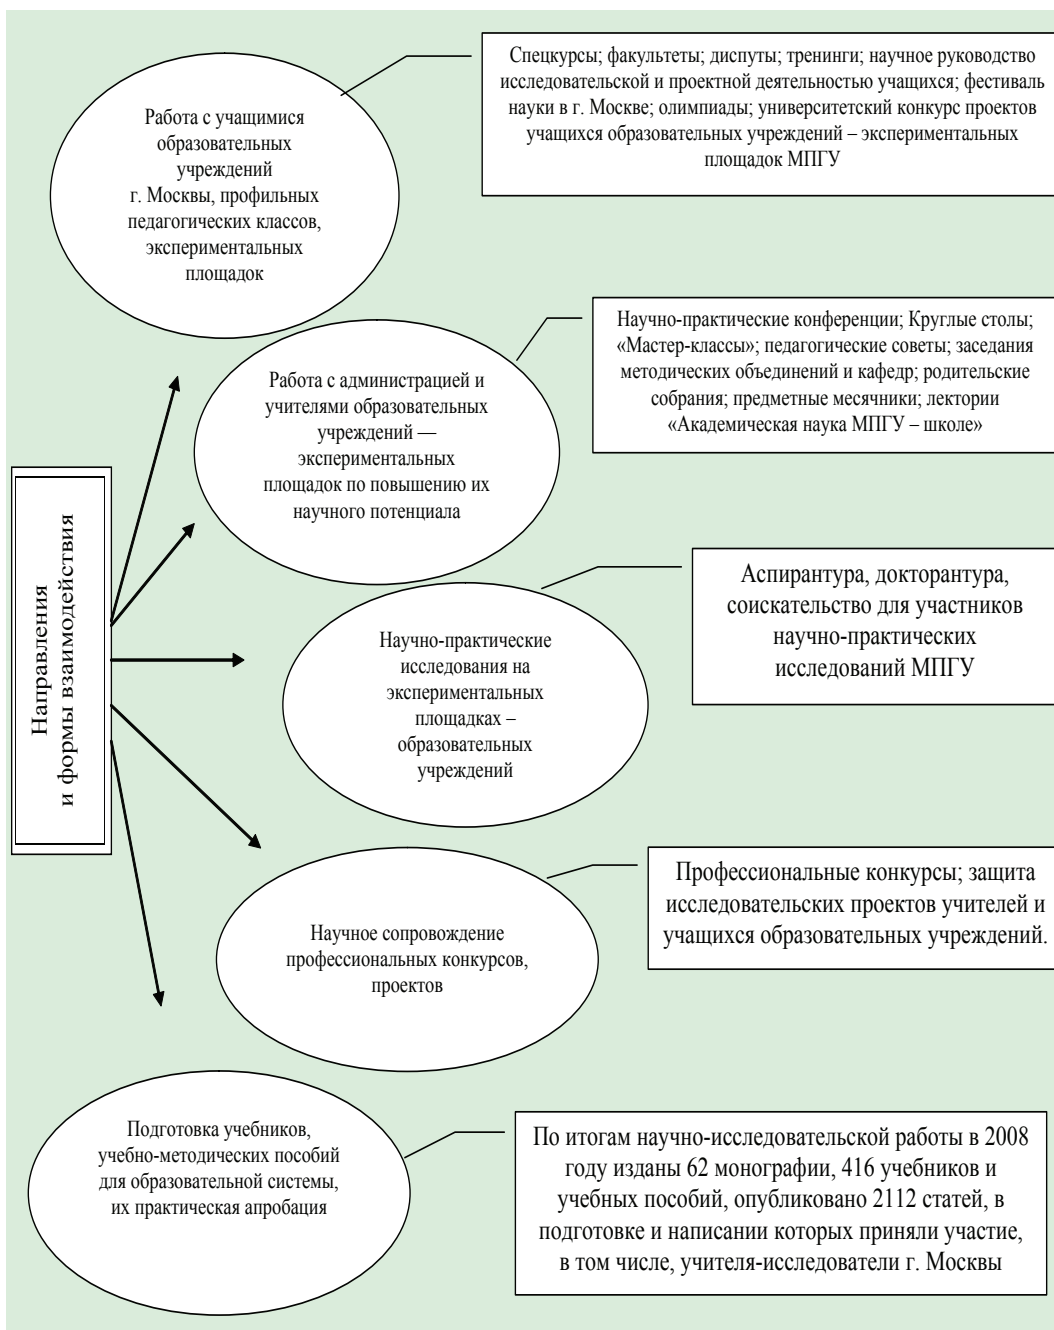 Работа с учащимися
образовательных
учреждений
г. Москвы, профильных
педагогических классов,
экспериментальных
площадок
Спецкурсы; факультеты; диспуты; тренинги; научное руководство
исследовательской и проектной деятельностью учащихся; фестиваль
науки в г. Москве; олимпиады; университетский конкурс проектов
учащихся образовательных учреждений – экспериментальных
площадок МПГУ
Работа с администрацией и
учителями образовательных
учреждений —
экспериментальных
площадок по повышению их
научного потенциала
Научно-практические конференции; Круглые столы;
«Мастер-классы»; педагогические советы; заседания
методических объединений и кафедр; родительские
собрания; предметные месячники; лектории
«Академическая наука МПГУ – школе»
Направления
и формы взаимодействия
Научно-практические
исследования на
экспериментальных
площадках –
образовательных
учреждений
Аспирантура, докторантура,
соискательство для участников
научно-практических
исследований МПГУ
Научное сопровождение
профессиональных конкурсов,
проектов
Профессиональные конкурсы; защита
исследовательских проектов учителей и
учащихся образовательных учреждений.
Подготовка учебников,
учебно-методических пособий
для образовательной системы,
их практическая апробация
По итогам научно-исследовательской работы в 2008
году изданы 62 монографии, 416 учебников и
учебных пособий, опубликовано 2112 статей, в
подготовке и написании которых приняли участие,
в том числе, учителя-исследователи г. Москвы